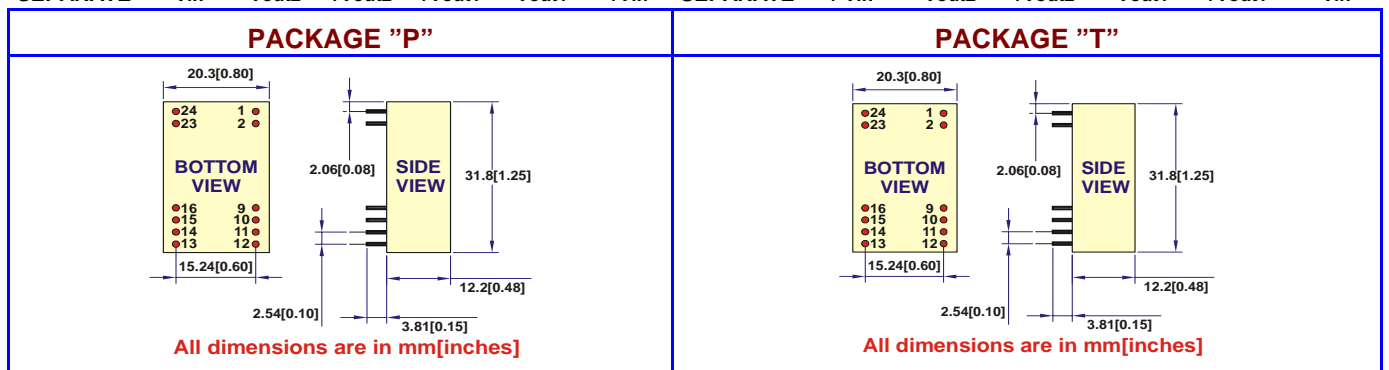 PACKAGE ”P”
PACKAGE ”T”
20.3[0.80]
24 1
23 2
BOTTOM
VIEW
16 9
15 10
14 11
13 12
15.24[0.60]
2.54[0.10]
2.06[0.08]
SIDE
VIEW
31.8[1.25]
12.2[0.48]
3.81[0.15]
All dimensions are in mm[inches]
20.3[0.80]
24 1
23 2
BOTTOM
VIEW
16 9
15 10
14 11
13 12
15.24[0.60]
2.54[0.10]
2.06[0.08]
SIDE
VIEW
31.8[1.25]
12.2[0.48]
3.81[0.15]
All dimensions are in mm[inches]